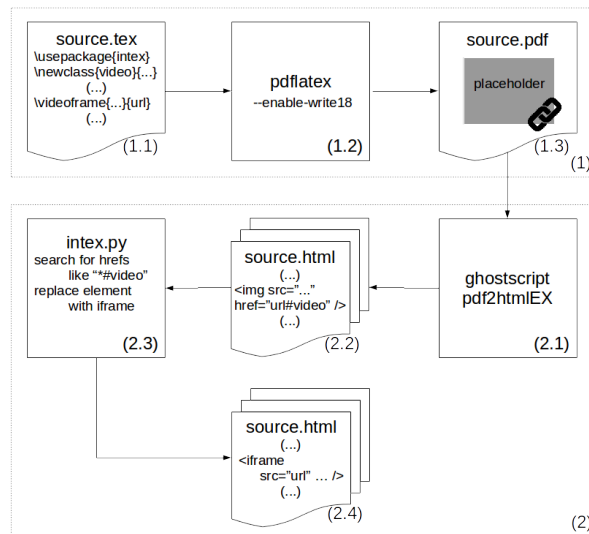 source.tex
\usepackage{intex}
\newclass{video}{...}
(...)
\videoframe{...}{url}
(...)
(1.1)
pdflatex
--enable-write18
(1.2)
source.pdf
placeholder
(1.3)
(1)
intex.py
search for hrefs
like "*#video"
replace element
with iframe
(2.3)
source.html
(...)
<img src="..."
href="url#video" />
(...)
(2.2)
ghostscript
pdf2htmlEX
(2.1)
source.html
(...)
<iframe
src="url" ... />
(...)
(2.4)
(2)